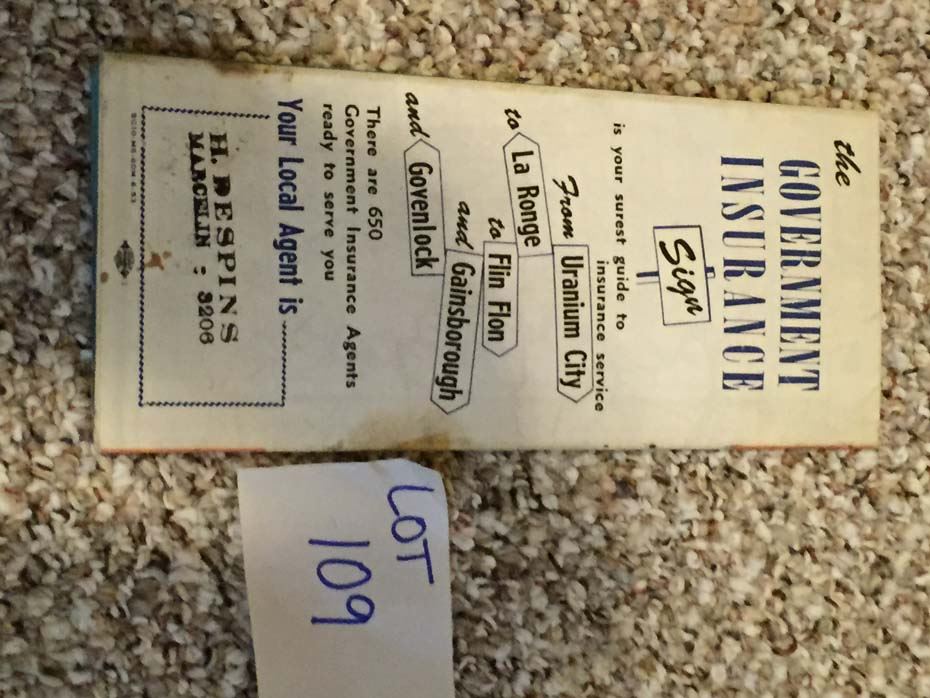 the
GOVERNMENT
INSURANCE
Sign
is your surest guide to
insurance service
From Uranium City
to La Ronge
to Flin Flon
and Gainsborough
and Govenlock
There are 650
Government Insurance Agents
ready to serve you
Your Local Agent is
H. DESPINS
MARCELIN : 3206
LOT
109